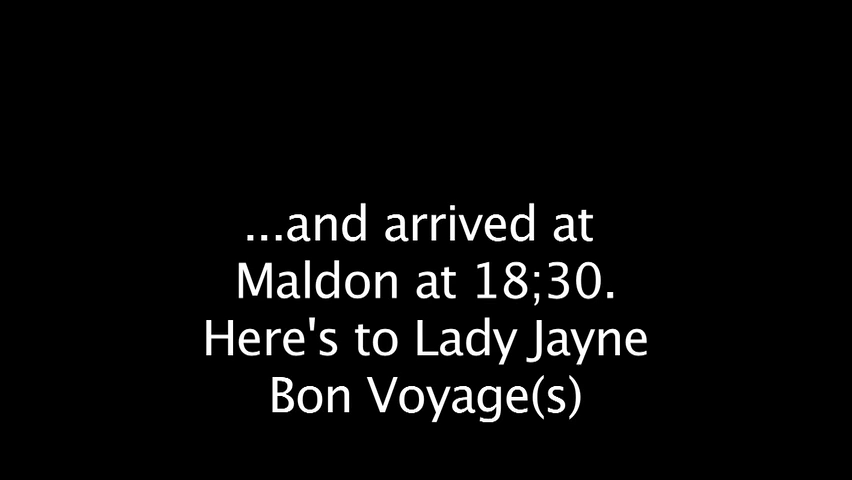 ...and arrived at
Maldon at 18;30.
Here's to Lady Jayne
Bon Voyage(s)